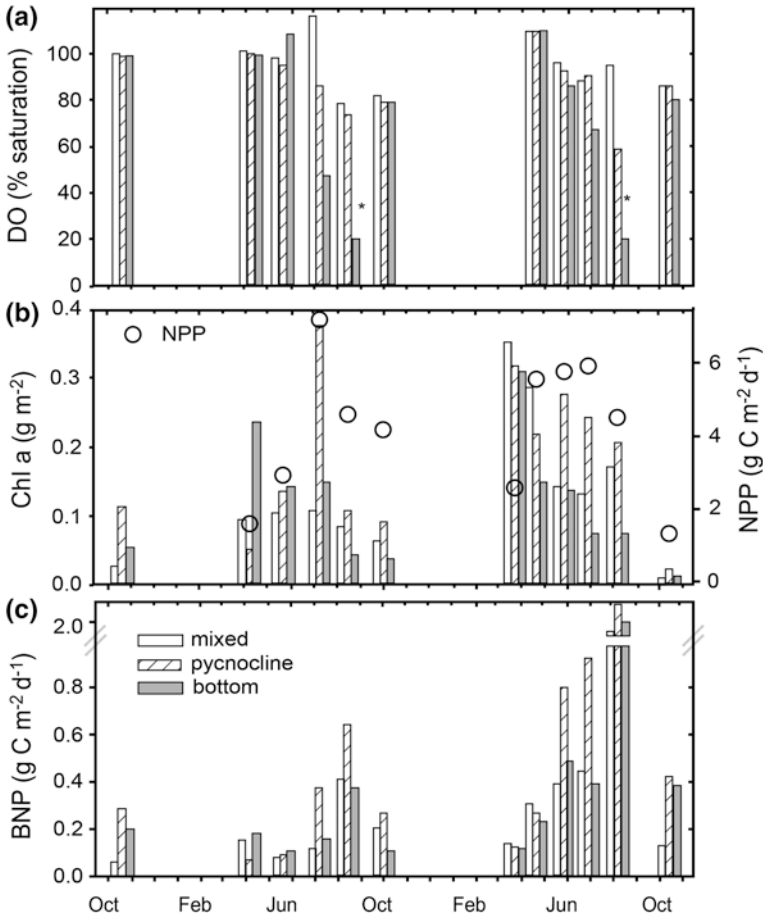 (a)
DO (% saturation)
100
80
60
40
20
0
*
*
(b)
Chl a (g m-2)
0.4
0.3
0.2
0.1
0.0
NPP
6
4
2
0
NPP (g C m-2 d-1)
(c)
BNP (g C m-2 d-1)
2.0
0.8
0.6
0.4
0.2
0.0
mixed
pycnocline
bottom
Oct Feb Jun Oct Feb Jun Oct